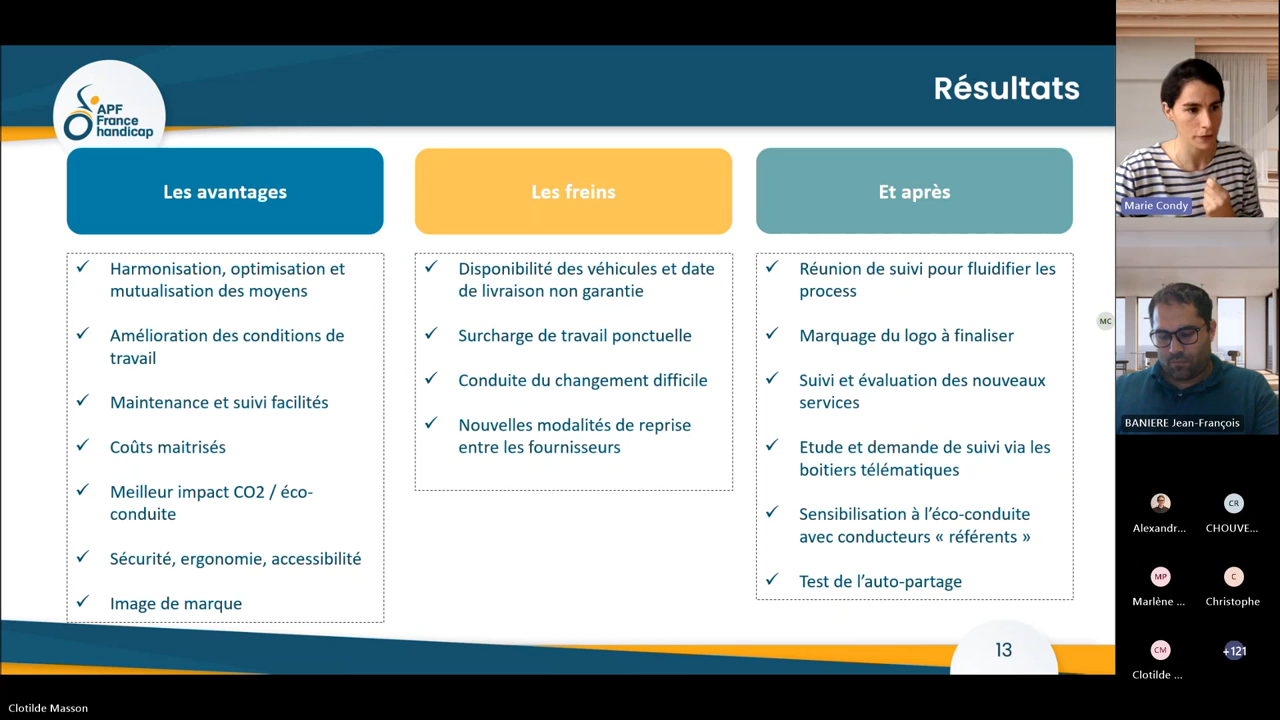 Résultats
APF
France
handicap
Les avantages
Harmonisation, optimisation et
mutualisation des moyens
Amélioration des conditions de
travail
Maintenance et suivi facilités
Coûts maitrisés
Meilleur impact CO2 / éco-
conduite
Sécurité, ergonomie, accessibilité
Image de marque
Les freins
Disponibilité des véhicules et date
de livraison non garantie
Surcharge de travail ponctuelle
Conduite du changement difficile
Nouvelles modalités de reprise
entre les fournisseurs
Et après
Réunion de suivi pour fluidifier les
process
Marquage du logo à finaliser
Suivi et évaluation des nouveaux
services
Etude et demande de suivi via les
boitiers télématiques
Sensibilisation à l'éco-conduite
avec conducteurs « référents »
Test de l'auto-partage
13
MC
Marie Condy
BANIERE Jean-François
CR
Alexandr...
CHOUVE...
MP
C
Marlène ...
Christophe
CM
+121
Clotilde ...
Clotilde Masson